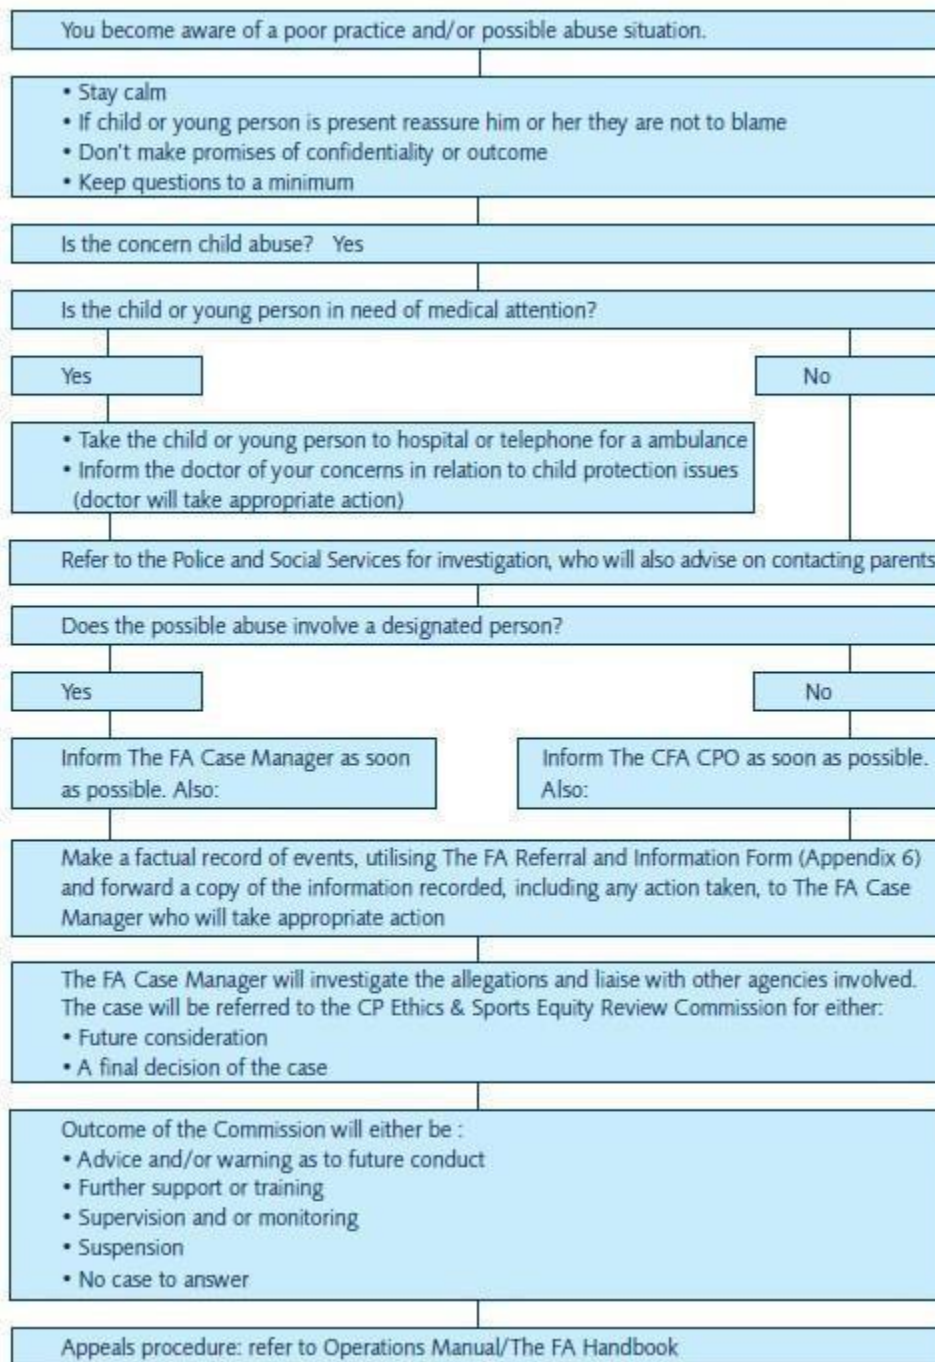 You become aware of a poor practice and/or possible abuse situation.
• Stay calm
• If child or young person is present reassure him or her they are not to blame
• Don't make promises of confidentiality or outcome
• Keep questions to a minimum
Is the concern child abuse? Yes
Is the child or young person in need of medical attention?
Yes
No
• Take the child or young person to hospital or telephone for a ambulance
• Inform the doctor of your concerns in relation to child protection issues
(doctor will take appropriate action)
Refer to the Police and Social Services for investigation, who will also advise on contacting parents
Does the possible abuse involve a designated person?
Yes
No
Inform The FA Case Manager as soon
as possible. Also:
Inform The CFA CPO as soon as possible.
Also:
Make a factual record of events, utilising The FA Referral and Information Form (Appendix 6)
and forward a copy of the information recorded, including any action taken, to The FA Case
Manager who will take appropriate action
The FA Case Manager will investigate the allegations and liaise with other agencies involved.
The case will be referred to the CP Ethics & Sports Equity Review Commission for either:
• Future consideration
• A final decision of the case
Outcome of the Commission will either be :
• Advice and/or warning as to future conduct
• Further support or training
• Supervision and or monitoring
• Suspension
• No case to answer
Appeals procedure: refer to Operations Manual/The FA Handbook